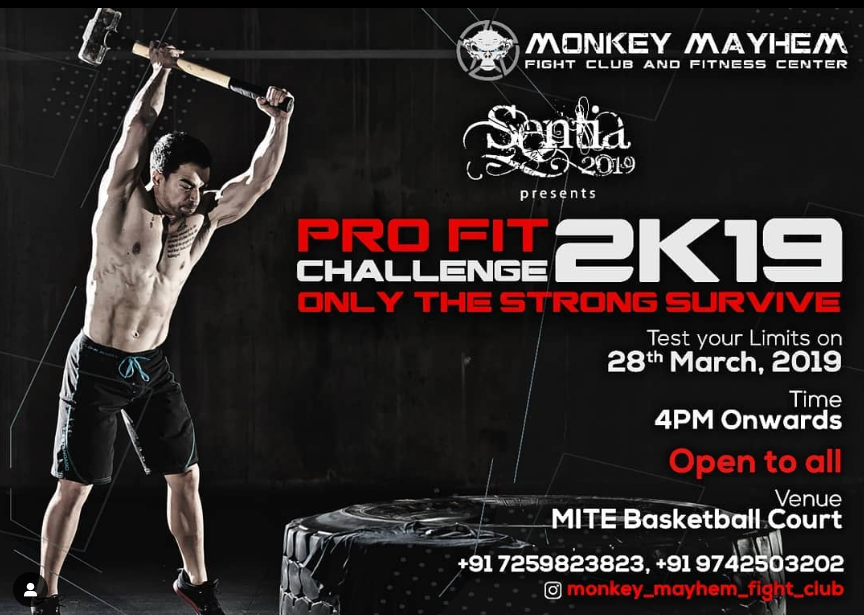 MONKEY MAYHEM
FIGHT CLUB AND FITNESS CENTER
Sentia
2019
presents
PRO FIT
CHALLENGE 2K19
ONLY THE STRONG SURVIVE
Test your Limits on
28th March, 2019
Time
4PM Onwards
Open to all
Venue
MITE Basketball Court
+91 7259823823, +91 9742503202
monkey_mayhem_fight_club